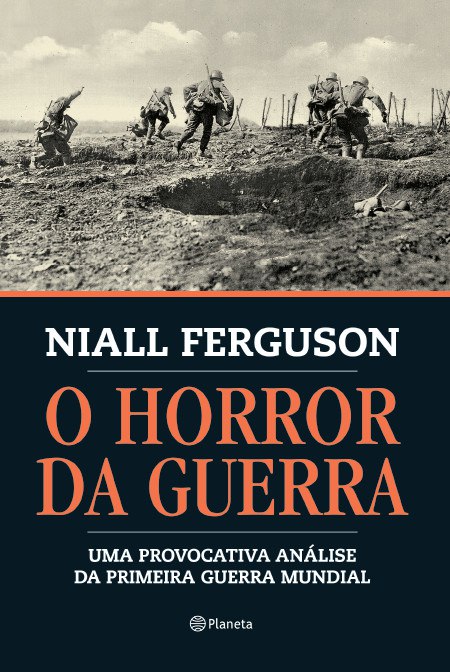 NIALL FERGUSON
O HORROR
DA GUERRA
UMA PROVOCATIVA ANÁLISE
DA PRIMEIRA GUERRA MUNDIAL
Planeta